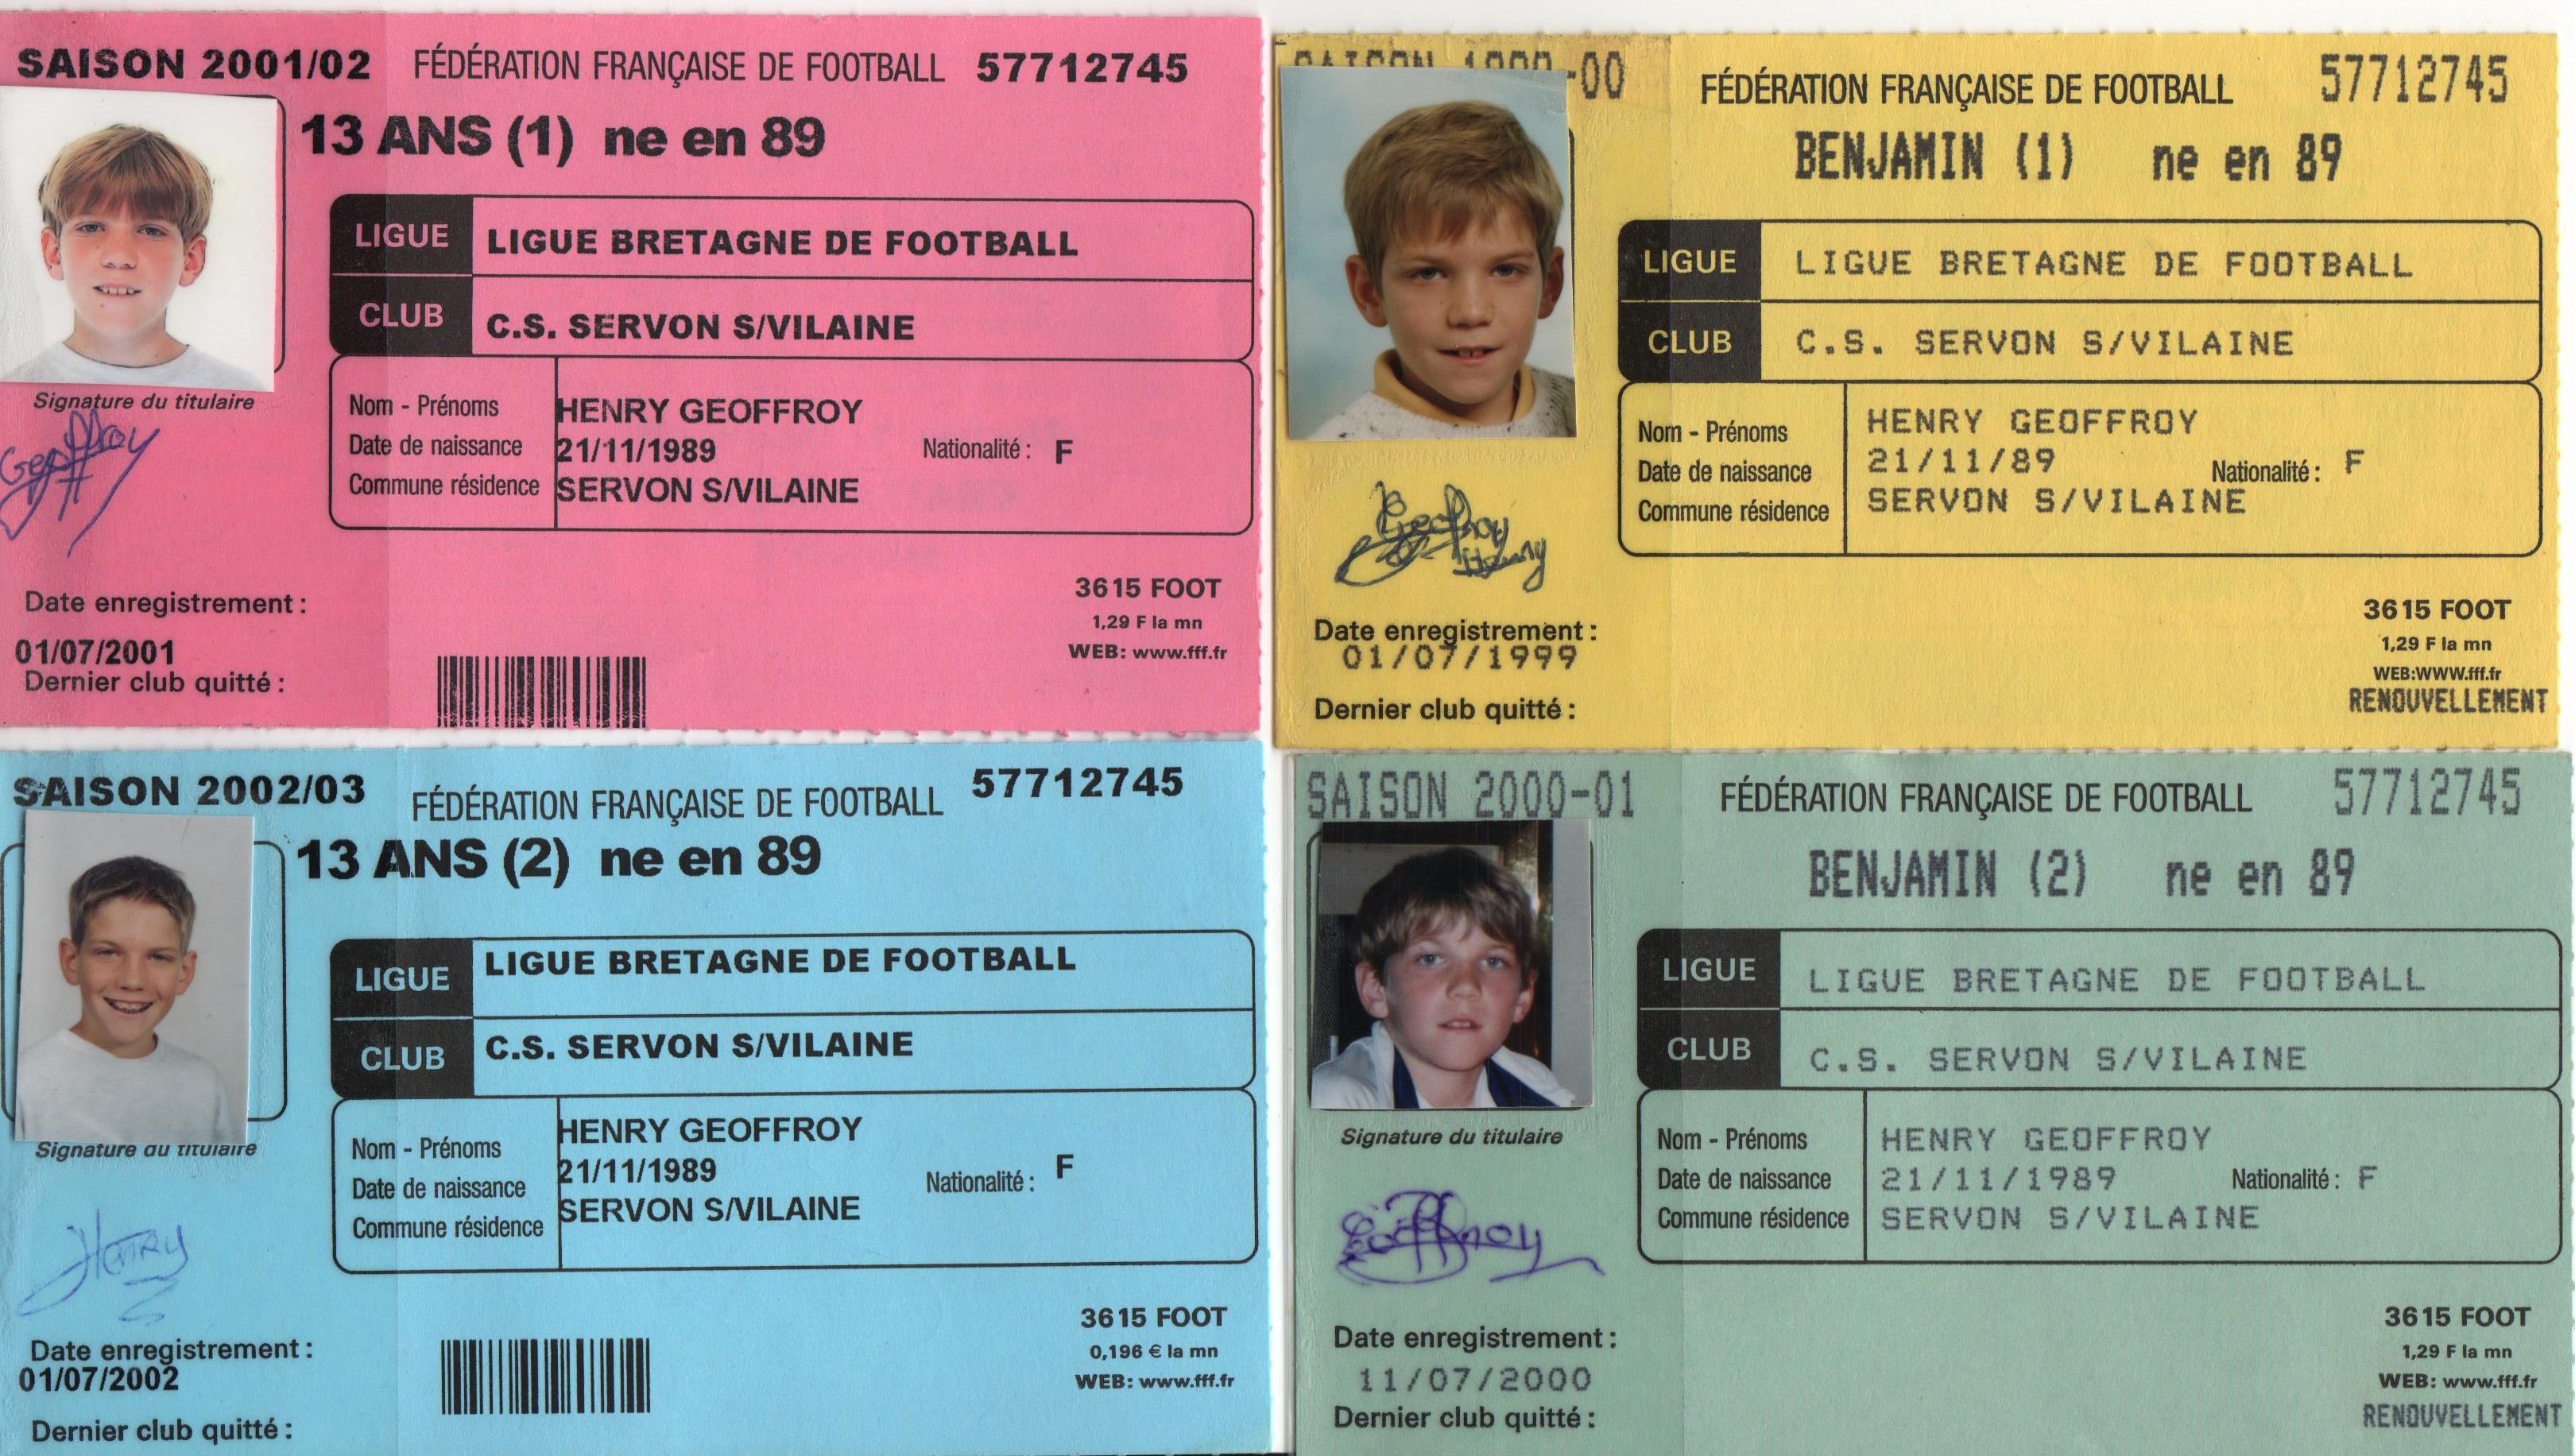 SAISON 2001/02 FÉDÉRATION FRANÇAISE DE FOOTBALL 57712745
13 ANS (1) ne en 89
LIGUE LIGUE BRETAGNE DE FOOTBALL
CLUB C.S. SERVON S/VILAINE
Signature du titulaire
Geoffroy
Nom - Prénoms HENRY GEOFFROY
Date de naissance 21/11/1989 Nationalité : F
Commune résidence SERVON S/VILAINE
Date enregistrement :
01/07/2001
Dernier club quitté :
3615 FOOT
1,29 F la mn
WEB: www.fff.fr
SAISON 1999-00 FÉDÉRATION FRANÇAISE DE FOOTBALL 57712745
BENJAMIN (1) ne en 89
LIGUE LIGUE BRETAGNE DE FOOTBALL
CLUB C.S. SERVON S/VILAINE
Nom - Prénoms HENRY GEOFFROY
Date de naissance 21/11/89 Nationalité : F
Commune résidence SERVON S/VILAINE
Geoffroy
Henry
Date enregistrement :
01/07/1999
Dernier club quitté :
3615 FOOT
1,29 F la mn
WEB:WWW.fff.fr
RENOUVELLEMENT
SAISON 2002/03 FÉDÉRATION FRANÇAISE DE FOOTBALL 57712745
13 ANS (2) ne en 89
LIGUE LIGUE BRETAGNE DE FOOTBALL
CLUB C.S. SERVON S/VILAINE
Signature du titulaire
Henry
Nom - Prénoms HENRY GEOFFROY
Date de naissance 21/11/1989 Nationalité : F
Commune résidence SERVON S/VILAINE
Date enregistrement :
01/07/2002
Dernier club quitté :
3615 FOOT
0,196 € la mn
WEB: www.fff.fr
SAISON 2000-01 FÉDÉRATION FRANÇAISE DE FOOTBALL 57712745
BENJAMIN (2) ne en 89
LIGUE LIGUE BRETAGNE DE FOOTBALL
CLUB C.S. SERVON S/VILAINE
Signature du titulaire
Geoffroy
Nom - Prénoms HENRY GEOFFROY
Date de naissance 21/11/1989 Nationalité : F
Commune résidence SERVON S/VILAINE
Date enregistrement :
11/07/2000
Dernier club quitté :
3615 FOOT
1,29 F la mn
WEB: www.fff.fr
RENOUVELLEMENT